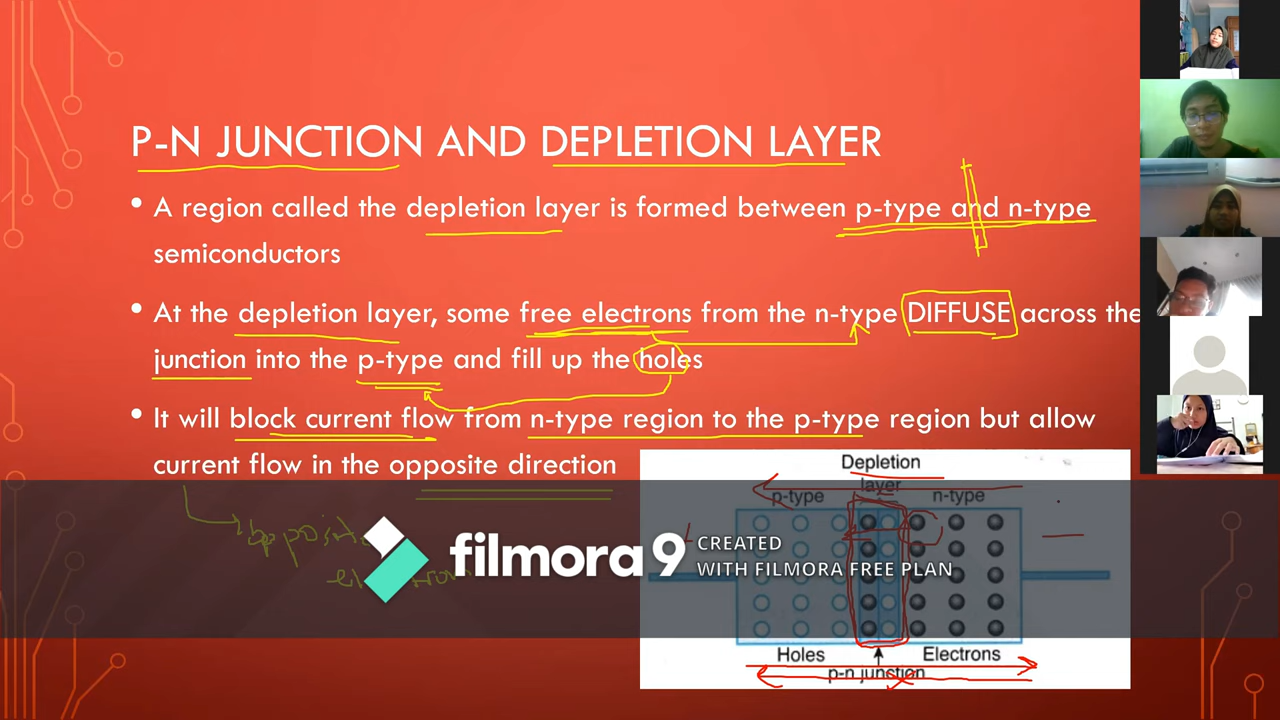 P-N JUNCTION AND DEPLETION LAYER
• A region called the depletion layer is formed between p-type and n-type
semiconductors
• At the depletion layer, some free electrons from the n-type DIFFUSE across the
junction into the p-type and fill up the holes
• It will block current flow from n-type region to the p-type region but allow
current flow in the opposite direction
Depletion
layer
p-type
n-type
filmora9
CREATED
WITH FILMORA FREE PLAN
Holes
Electrons
p-n junction